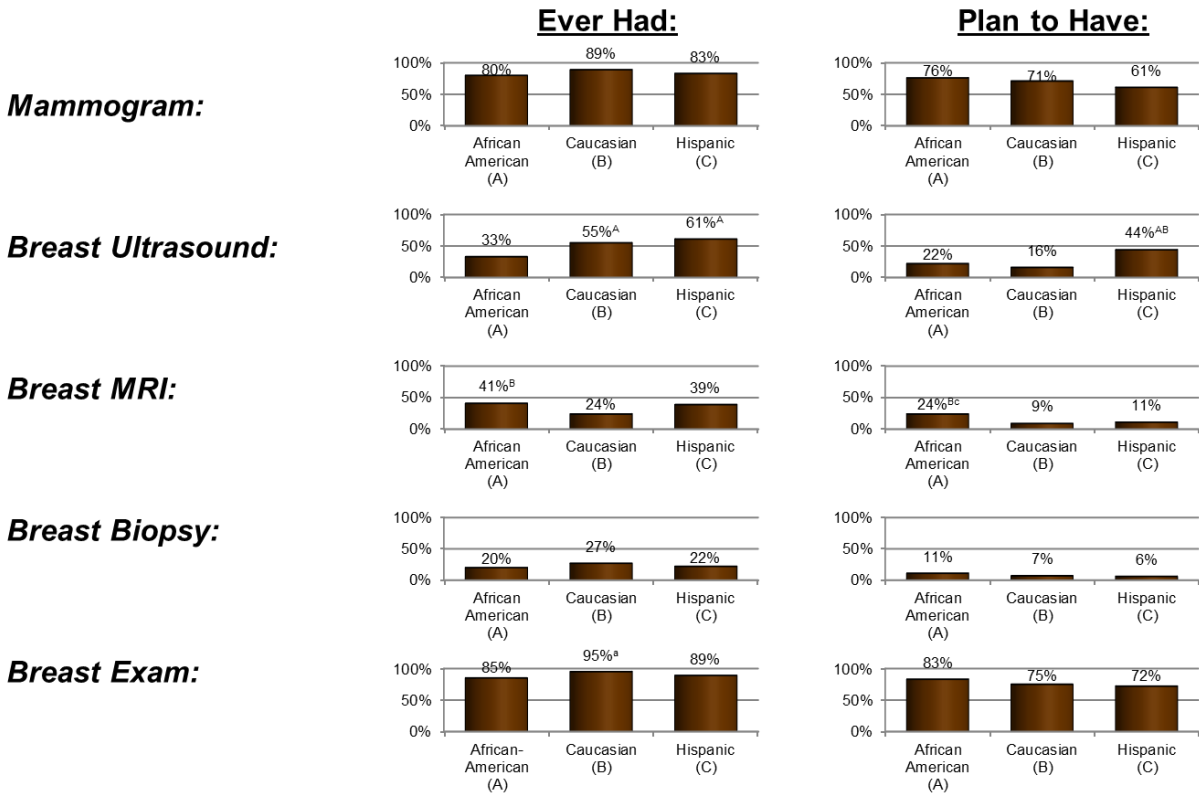 Ever Had:
Plan to Have:
Mammogram:
100%
50%
0%
80%
89%
83%
African
American
(A)
Caucasian
(B)
Hispanic
(C)
100%
50%
0%
76%
71%
61%
African
American
(A)
Caucasian
(B)
Hispanic
(C)
Breast Ultrasound:
100%
50%
0%
33%
55%A
61%A
African
American
(A)
Caucasian
(B)
Hispanic
(C)
100%
50%
0%
22%
16%
44%AB
African
American
(A)
Caucasian
(B)
Hispanic
(C)
Breast MRI:
100%
50%
0%
41%B
24%
39%
African
American
(A)
Caucasian
(B)
Hispanic
(C)
100%
50%
0%
24%Bc
9%
11%
African
American
(A)
Caucasian
(B)
Hispanic
(C)
Breast Biopsy:
100%
50%
0%
20%
27%
22%
African
American
(A)
Caucasian
(B)
Hispanic
(C)
100%
50%
0%
11%
7%
6%
African
American
(A)
Caucasian
(B)
Hispanic
(C)
Breast Exam:
100%
50%
0%
85%
95%a
89%
African-
American
(A)
Caucasian
(B)
Hispanic
(C)
100%
50%
0%
83%
75%
72%
African
American
(A)
Caucasian
(B)
Hispanic
(C)